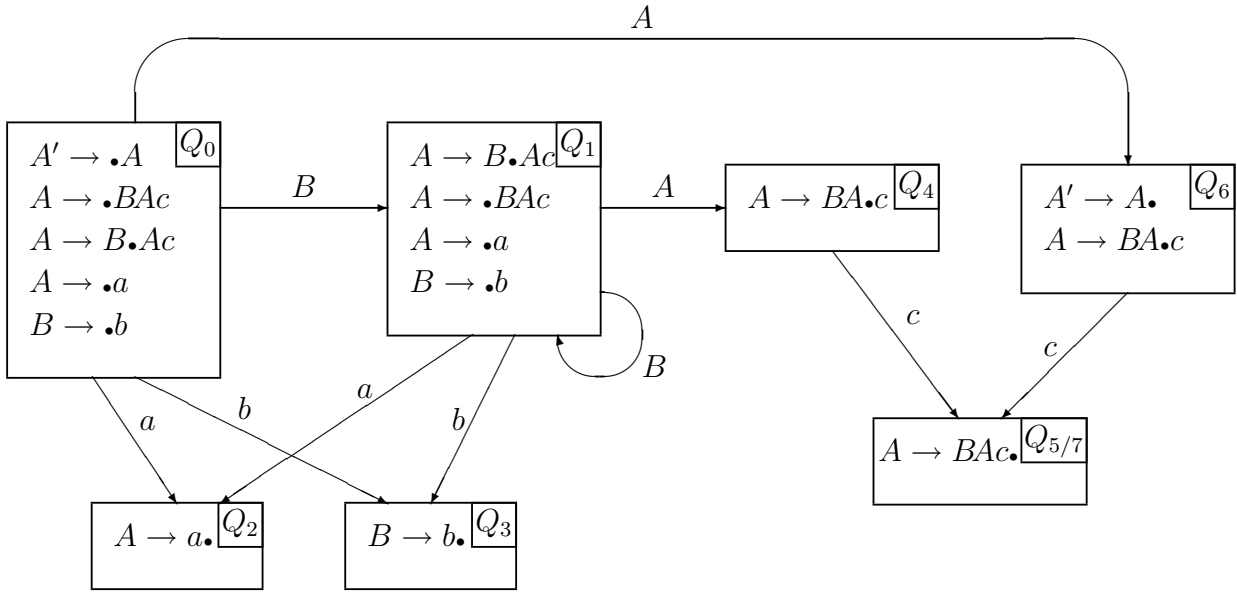 A
A′ → •A
Q₀
A → •BAc
A → B•Ac
A → •a
B → •b
B
A → B•Ac
Q₁
A → •BAc
A → •a
B → •b
A
A → BA•c
Q₄
A′ → A•
Q₆
A → BA•c
B
a
b
a
b
c
c
A → a•
Q₂
B → b•
Q₃
A → BAc•
Q₅/₇